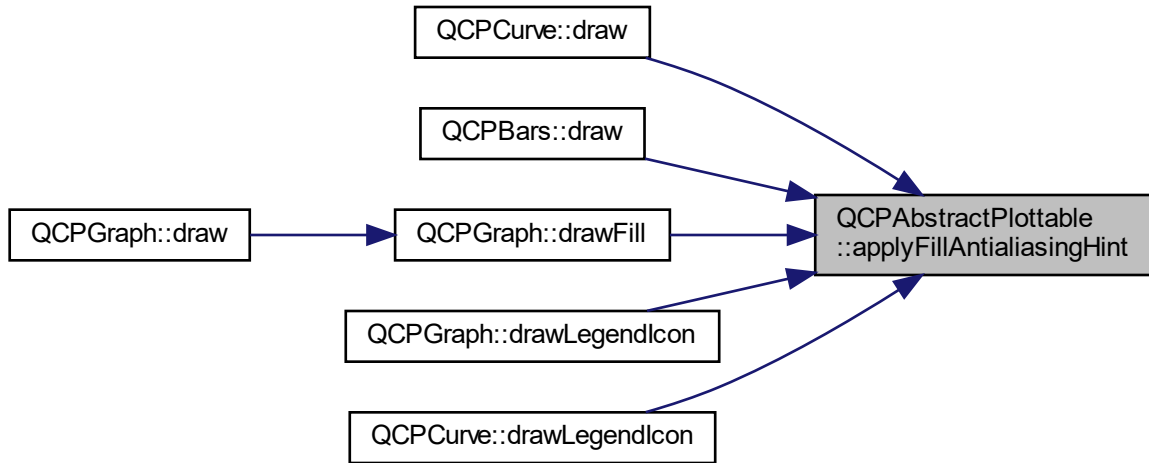 QCPCurve::draw
QCPBars::draw
QCPGraph::draw
QCPGraph::drawFill
QCPAbstractPlottable
::applyFillAntialiasingHint
QCPGraph::drawLegendIcon
QCPCurve::drawLegendIcon